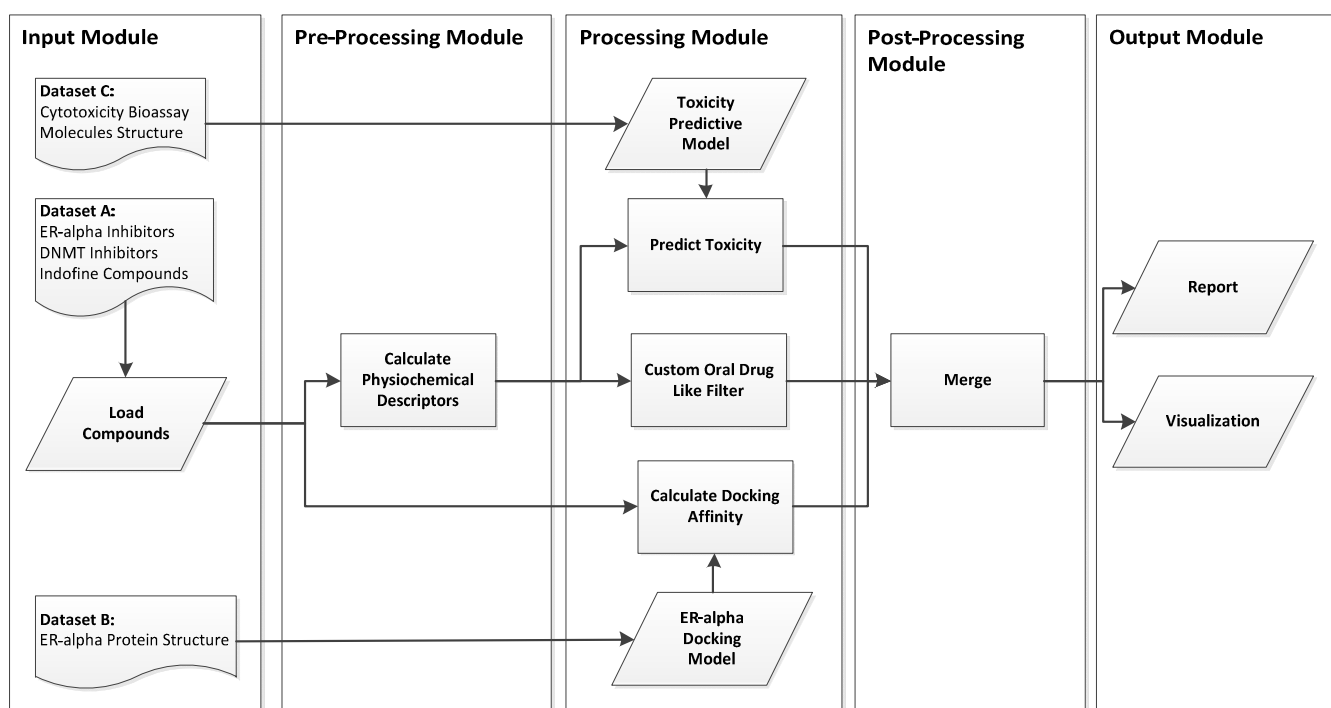 Input Module
Dataset C:
Cytotoxicity Bioassay
Molecules Structure
Dataset A:
ER-alpha Inhibitors
DNMT Inhibitors
Indofine Compounds
Load
Compounds
Dataset B:
ER-alpha Protein Structure
Pre-Processing Module
Calculate
Physiochemical
Descriptors
Processing Module
Toxicity
Predictive
Model
Predict Toxicity
Custom Oral Drug
Like Filter
Calculate Docking
Affinity
ER-alpha
Docking
Model
Post-Processing
Module
Merge
Output Module
Report
Visualization